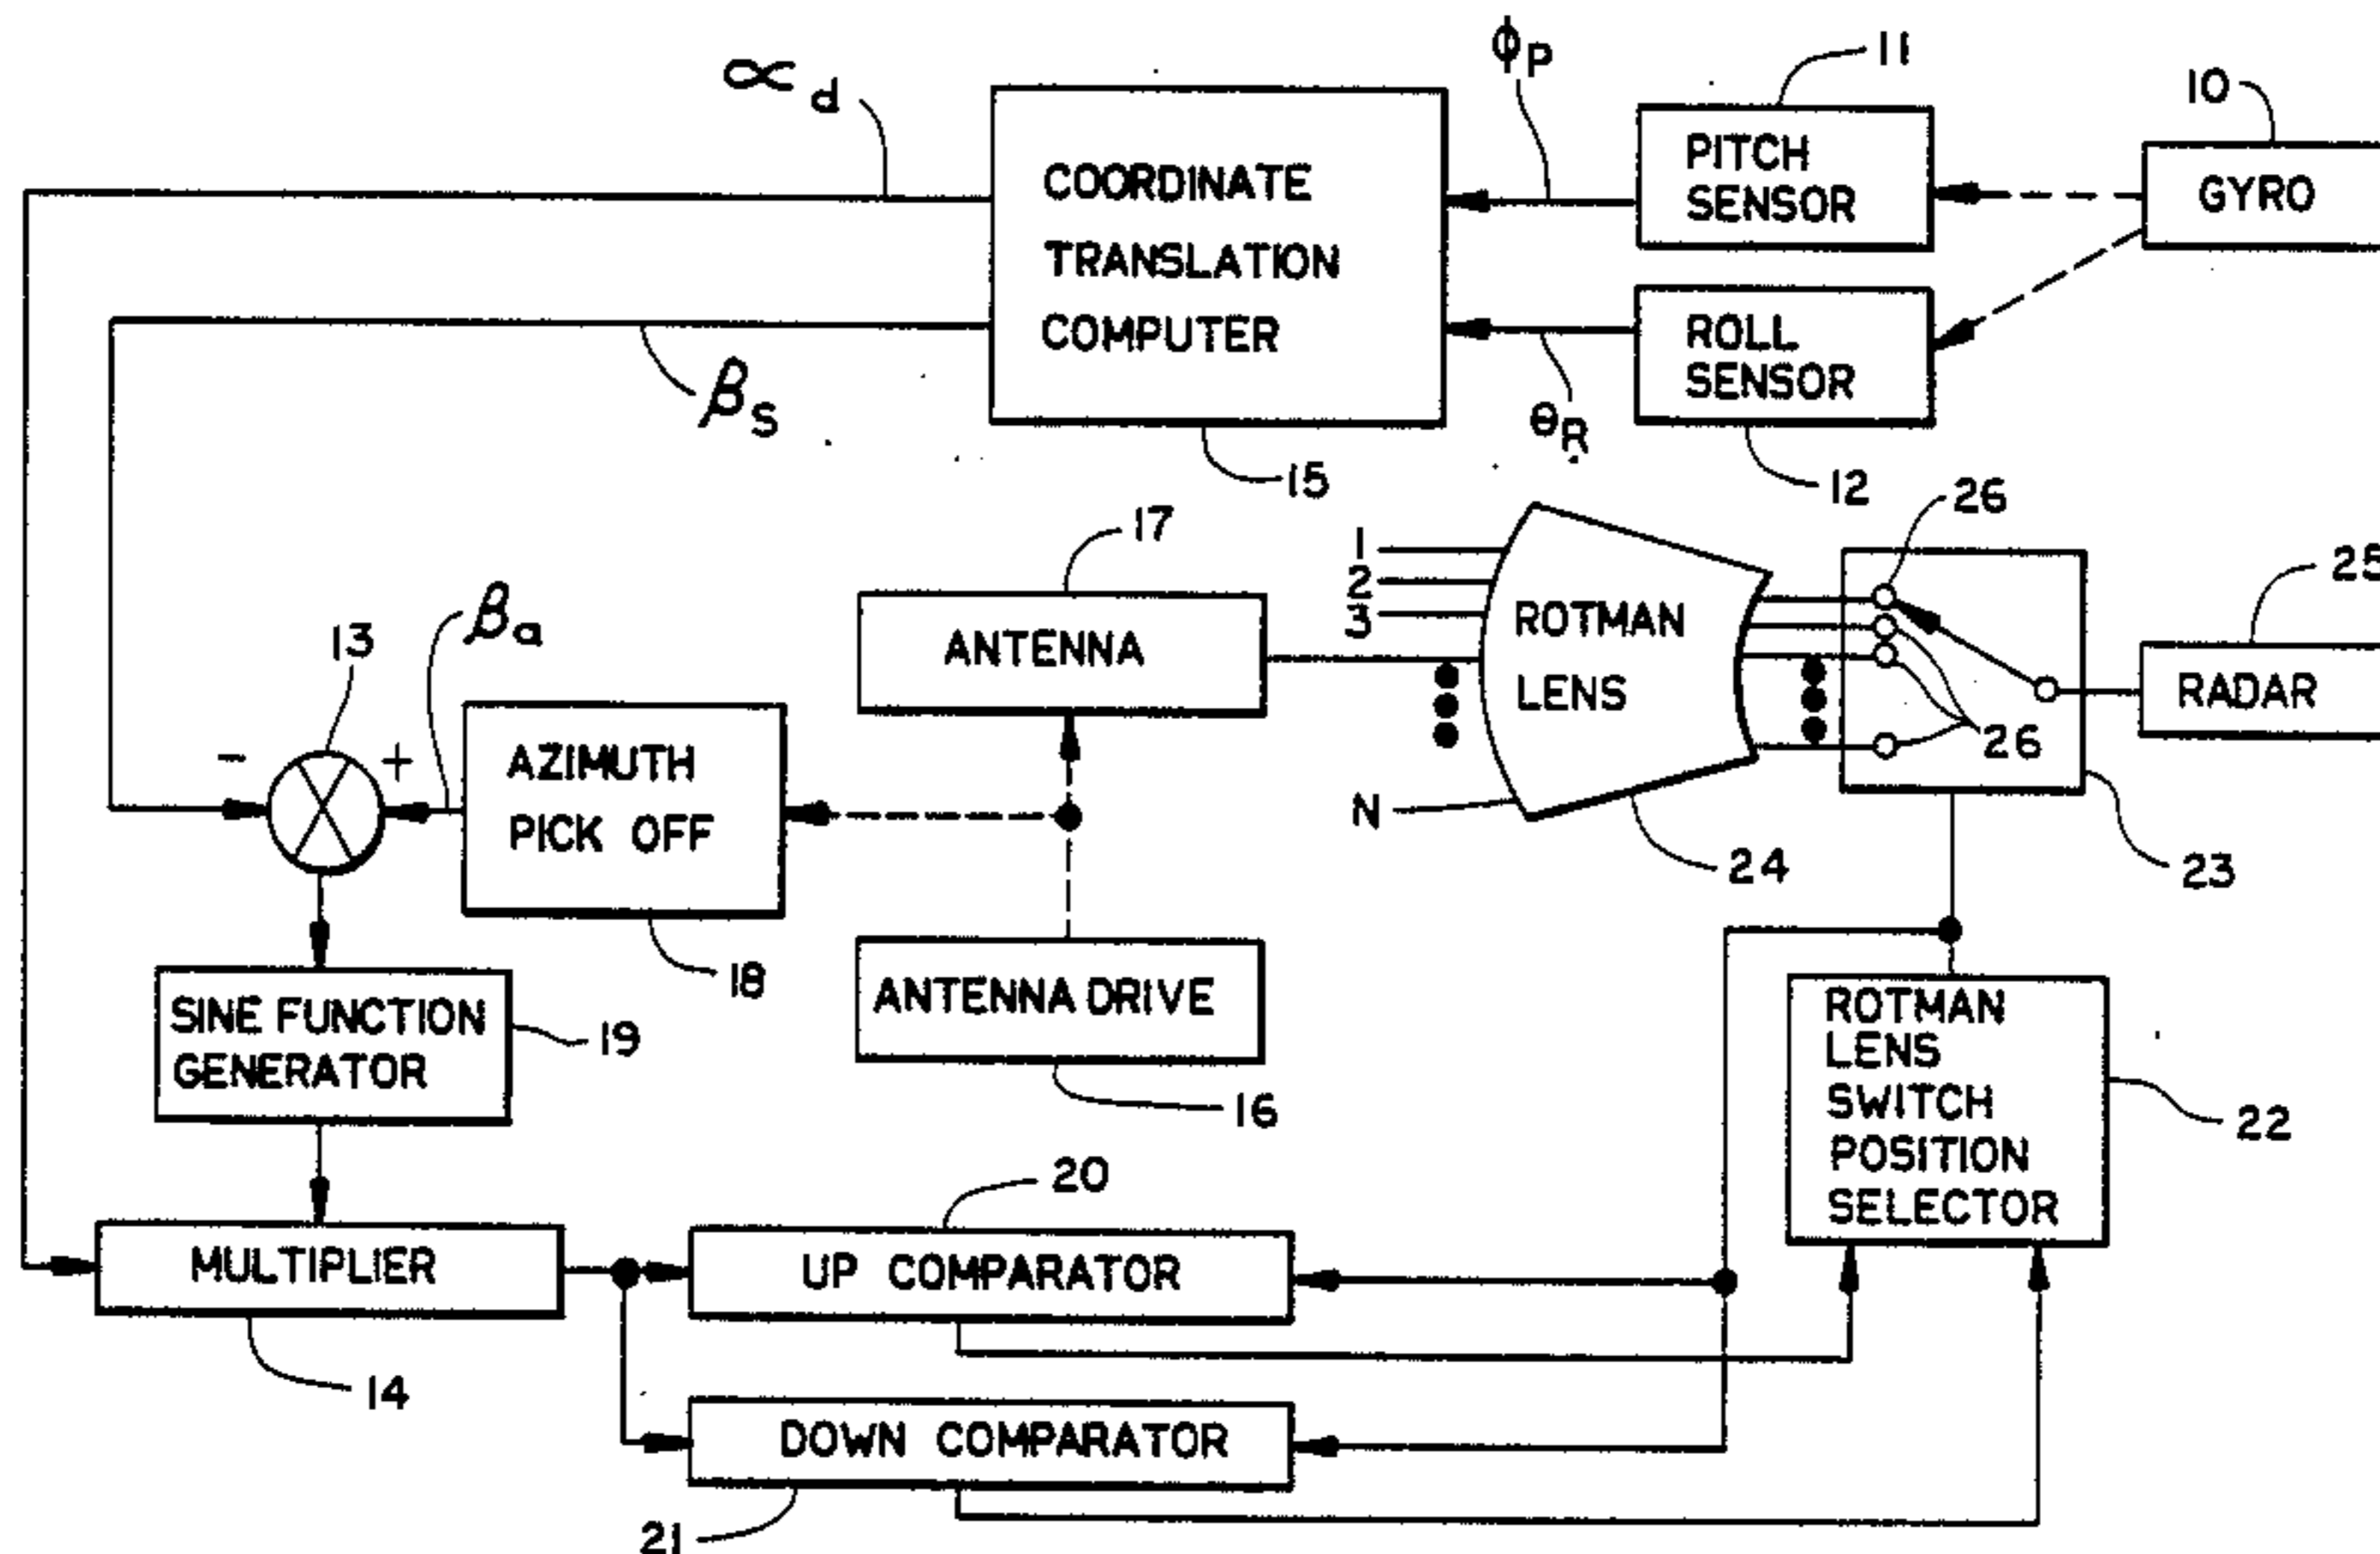 ∝d
ϕP
11
10
COORDINATE
TRANSLATION
COMPUTER
PITCH
SENSOR
GYRO
ROLL
SENSOR
βS
θR
15
12
26
17
1
2
3
ROTMAN
LENS
25
ANTENNA
RADAR
βa
13
-
+
AZIMUTH
PICK OFF
26
N
24
23
18
ANTENNA DRIVE
SINE FUNCTION
GENERATOR
19
16
ROTMAN
LENS
SWITCH
POSITION
SELECTOR
22
20
MULTIPLIER
UP COMPARATOR
14
DOWN COMPARATOR
21